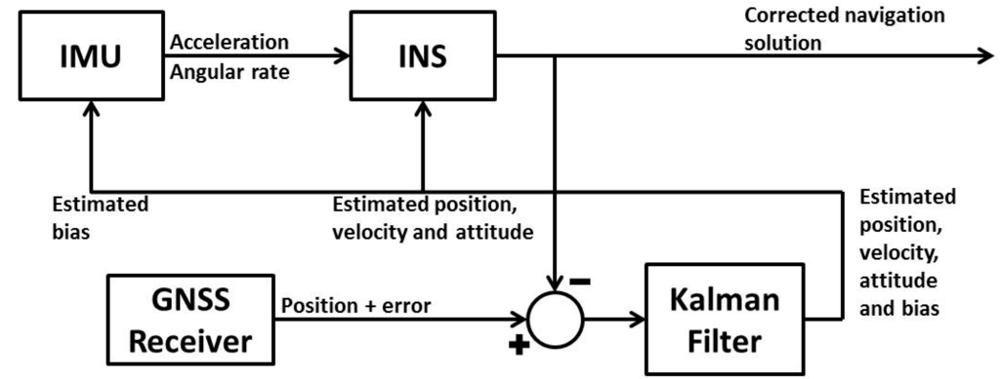 Corrected navigation
solution
IMU
Acceleration
Angular rate
INS
Estimated
bias
Estimated position,
velocity and attitude
Estimated
position,
velocity,
attitude
and bias
GNSS
Receiver
Position + error
−
+
Kalman
Filter